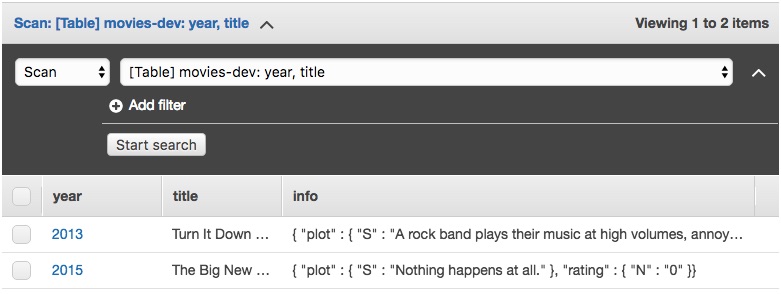 Scan: [Table] movies-dev: year, title
Viewing 1 to 2 items
Scan
[Table] movies-dev: year, title
Add filter
Start search
year title info
2013 Turn It Down ... { "plot" : { "S" : "A rock band plays their music at high volumes, annoy...
2015 The Big New ... { "plot" : { "S" : "Nothing happens at all." }, "rating" : { "N" : "0" }}